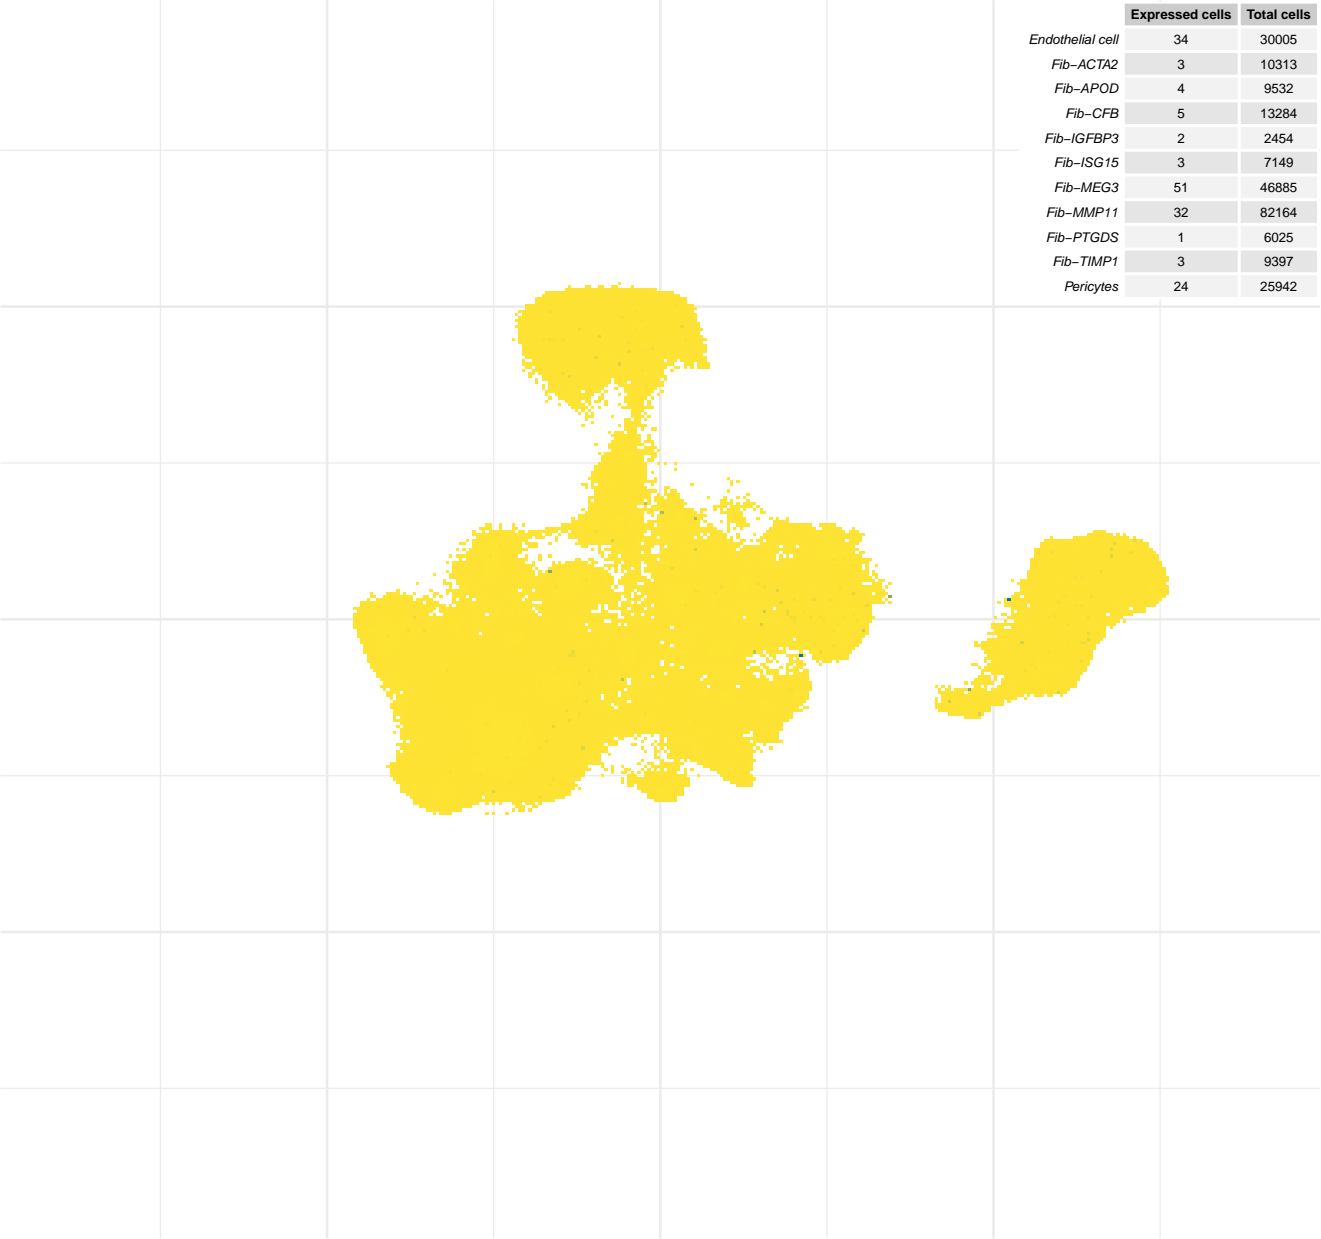 Expressed cells Total cells
Endothelial cell 34 30005
Fib−ACTA2 3 10313
Fib−APOD 4 9532
Fib−CFB 5 13284
Fib−IGFBP3 2 2454
Fib−ISG15 3 7149
Fib−MEG3 51 46885
Fib−MMP11 32 82164
Fib−PTGDS 1 6025
Fib−TIMP1 3 9397
Pericytes 24 25942